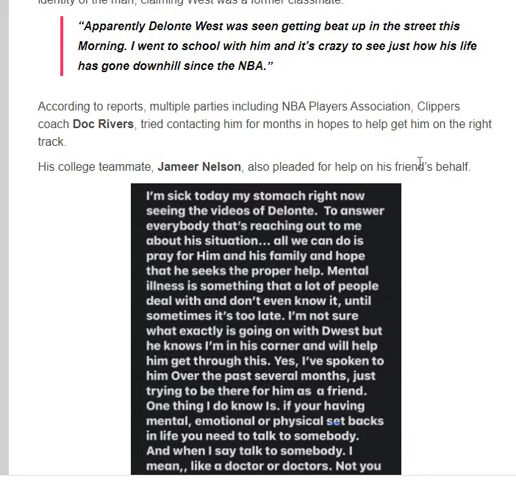 identity of the man, claiming West was a former classmate.
“Apparently Delonte West was seen getting beat up in the street this
Morning. I went to school with him and it’s crazy to see just how his life
has gone downhill since the NBA.”
According to reports, multiple parties including NBA Players Association, Clippers
coach Doc Rivers, tried contacting him for months in hopes to help get him on the right
track.
His college teammate, Jameer Nelson, also pleaded for help on his friend’s behalf.
I’m sick today my stomach right now
seeing the videos of Delonte. To answer
everybody that’s reaching out to me
about his situation... all we can do is
pray for Him and his family and hope
that he seeks the proper help. Mental
illness is something that a lot of people
deal with and don’t even know it, until
sometimes it’s too late. I’m not sure
what exactly is going on with Dwest but
he knows I’m in his corner and will help
him get through this. Yes, I’ve spoken to
him Over the past several months, just
trying to be there for him as a friend.
One thing I do know Is. if your having
mental, emotional or physical set backs
in life you need to talk to somebody.
And when I say talk to somebody. I
mean,, like a doctor or doctors. Not you